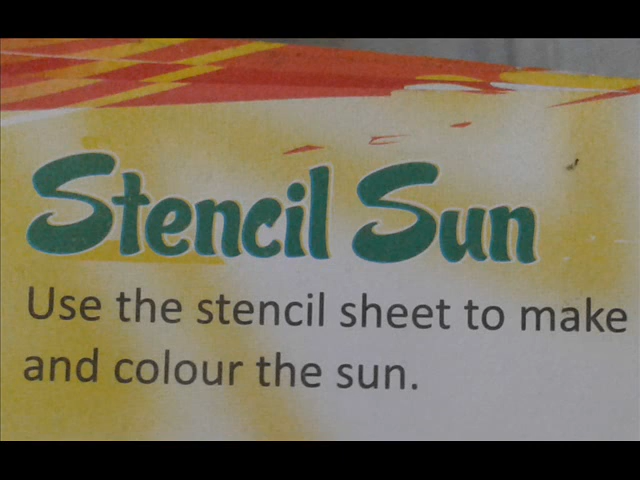 Stencil Sun
Use the stencil sheet to make
and colour the sun.